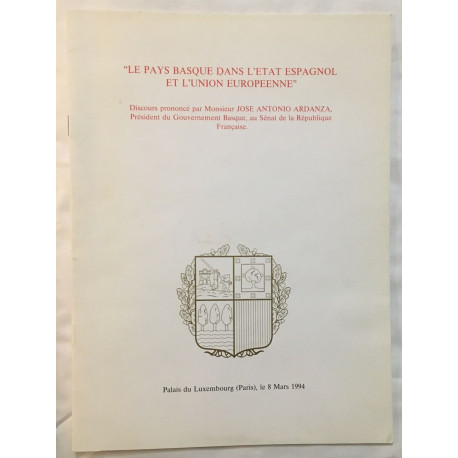 "LE PAYS BASQUE DANS L'ETAT ESPAGNOL
ET L'UNION EUROPEENNE"
Discours prononcé par Monsieur JOSE ANTONIO ARDANZA,
Président du Gouvernement Basque, au Sénat de la République
Française.
Palais du Luxembourg (Paris), le 8 Mars 1994